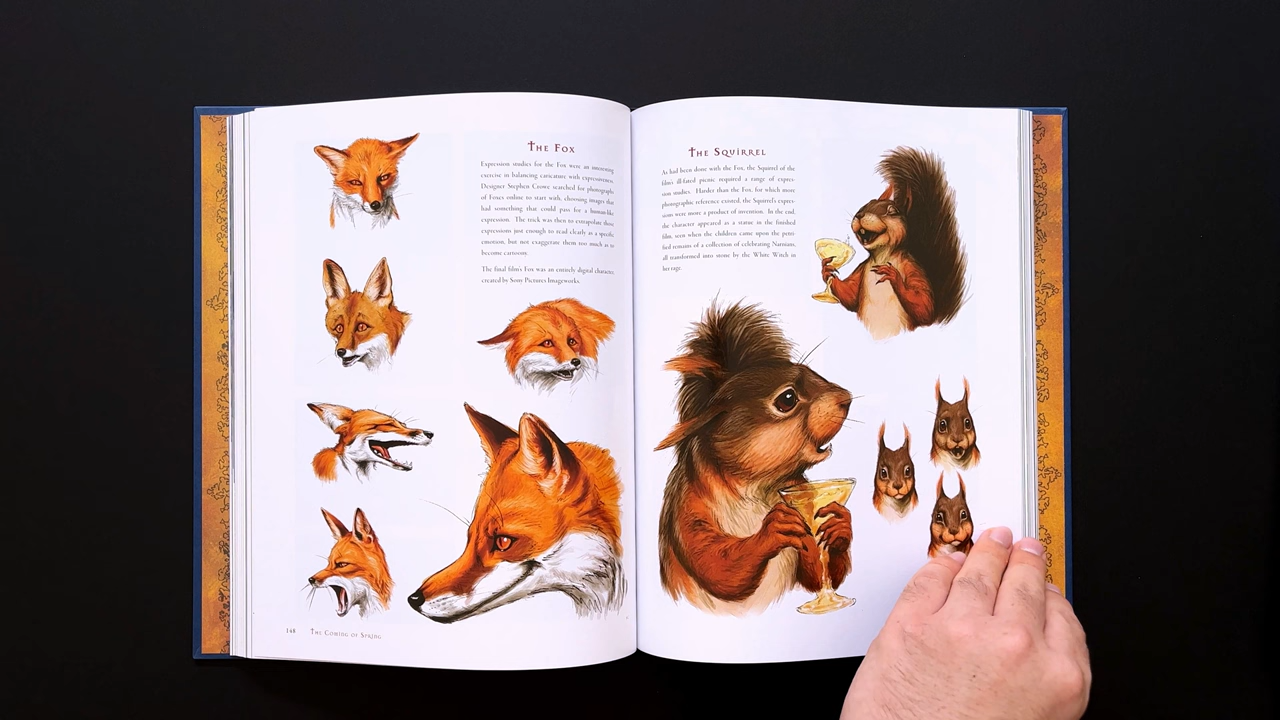 The Fox
Expression studies for the Fox were an interesting
exercise in balancing caricature with expressiveness.
Designer Stephen Crowe searched for photographs
of Foxes online to start with, choosing images that
had something that could pass for a human-like
expression. The trick was then to extrapolate those
expressions just enough to read clearly as a specific
emotion, but not exaggerate them too much as to
become cartoony.
The final film's Fox was an entirely digital character,
created by Sony Pictures Imageworks.
148 The Coming of Spring
The Squirrel
As had been done with the Fox, the Squirrel of the
film's ill-fated picnic required a range of expres-
sion studies. Harder than the Fox, for which more
photographic reference existed, the Squirrel's expres-
sions were more a product of invention. In the end,
the character appeared as a statue in the finished
film, seen when the children came upon the petri-
fied remains of a collection of celebrating Narnians,
all transformed into stone by the White Witch in
her rage.